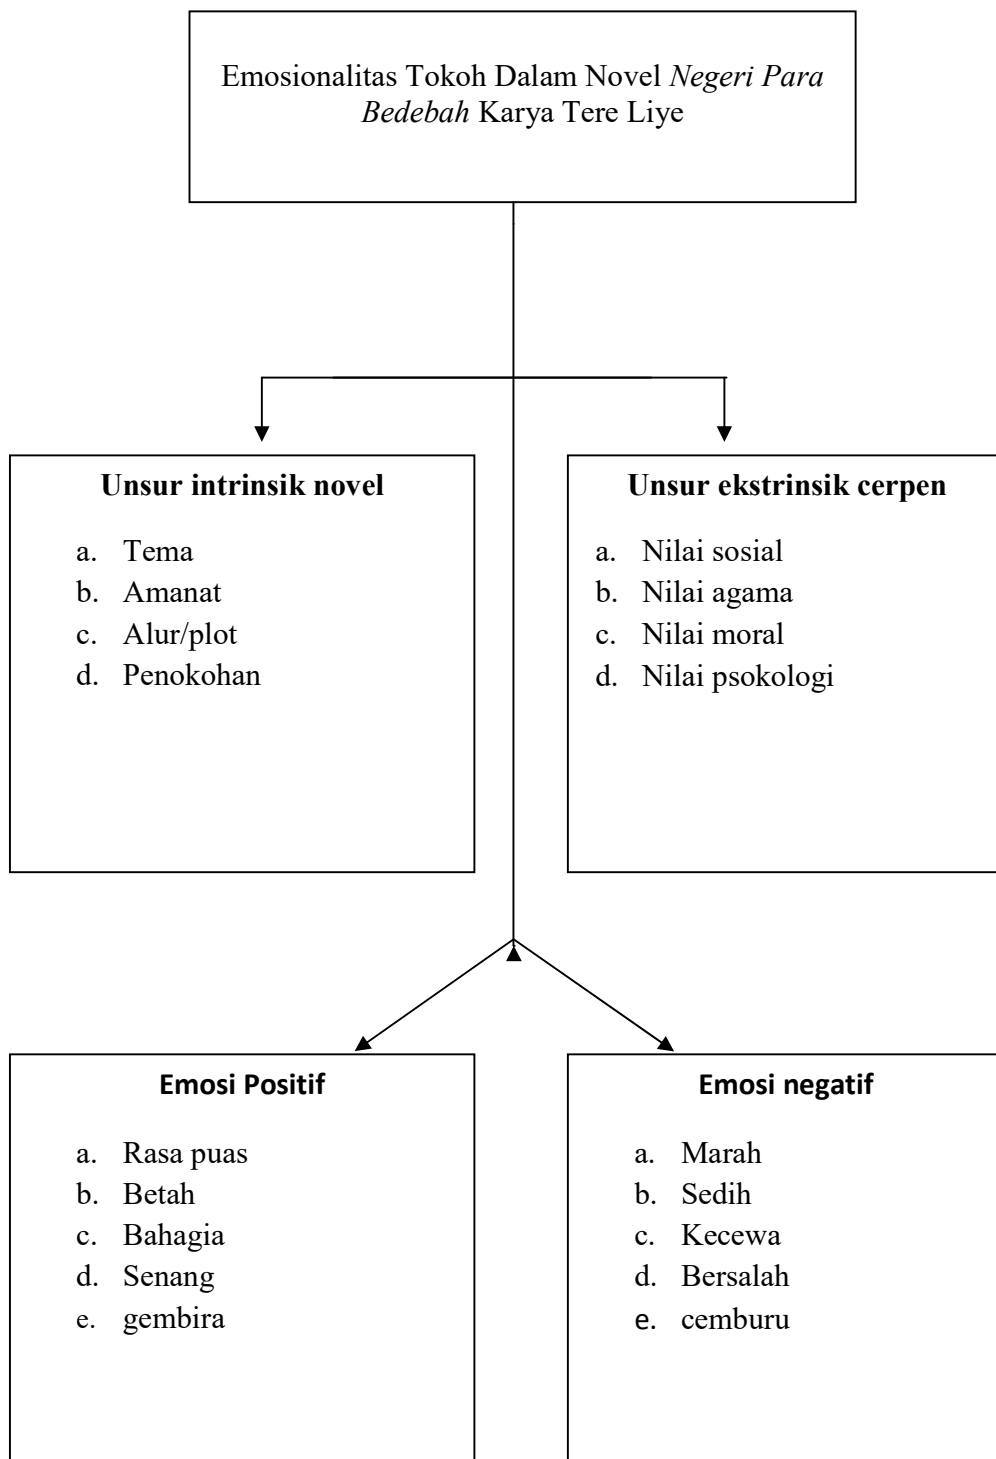 Emosionalitas Tokoh Dalam Novel Negeri Para
Bedebah Karya Tere Liye
Unsur intrinsik novel
a. Tema
b. Amanat
c. Alur/plot
d. Penokohan
Unsur ekstrinsik cerpen
a. Nilai sosial
b. Nilai agama
c. Nilai moral
d. Nilai psokologi
Emosi Positif
a. Rasa puas
b. Betah
c. Bahagia
d. Senang
e. gembira
Emosi negatif
a. Marah
b. Sedih
c. Kecewa
d. Bersalah
e. cemburu